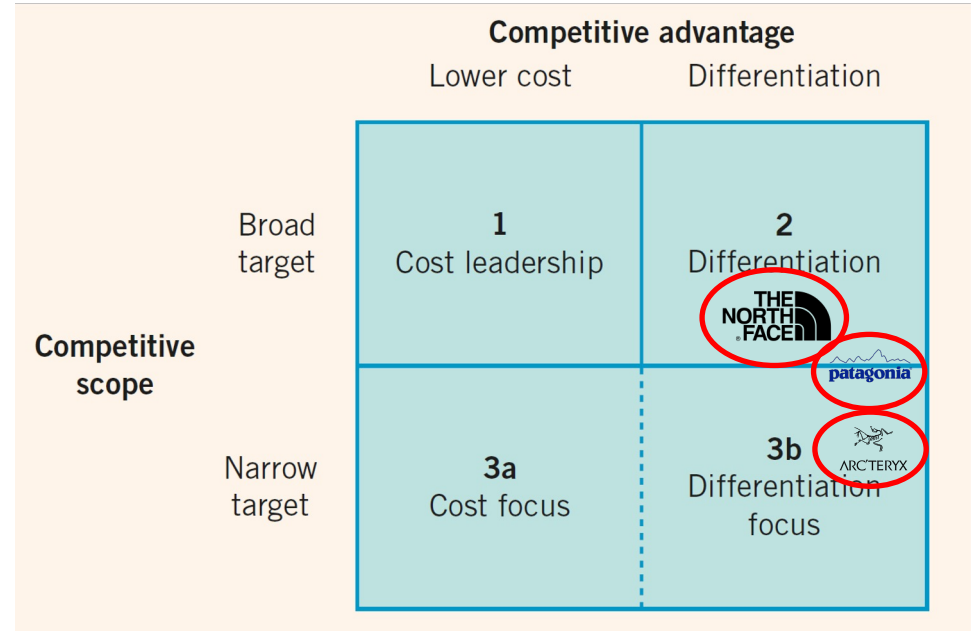 Competitive advantage
Lower cost
Differentiation
Broad
target
1
Cost leadership
2
Differentiation
THE
NORTH
FACE
patagonia
Competitive
scope
Narrow
target
3a
Cost focus
3b
Differentiation
focus
ARC'TERYX